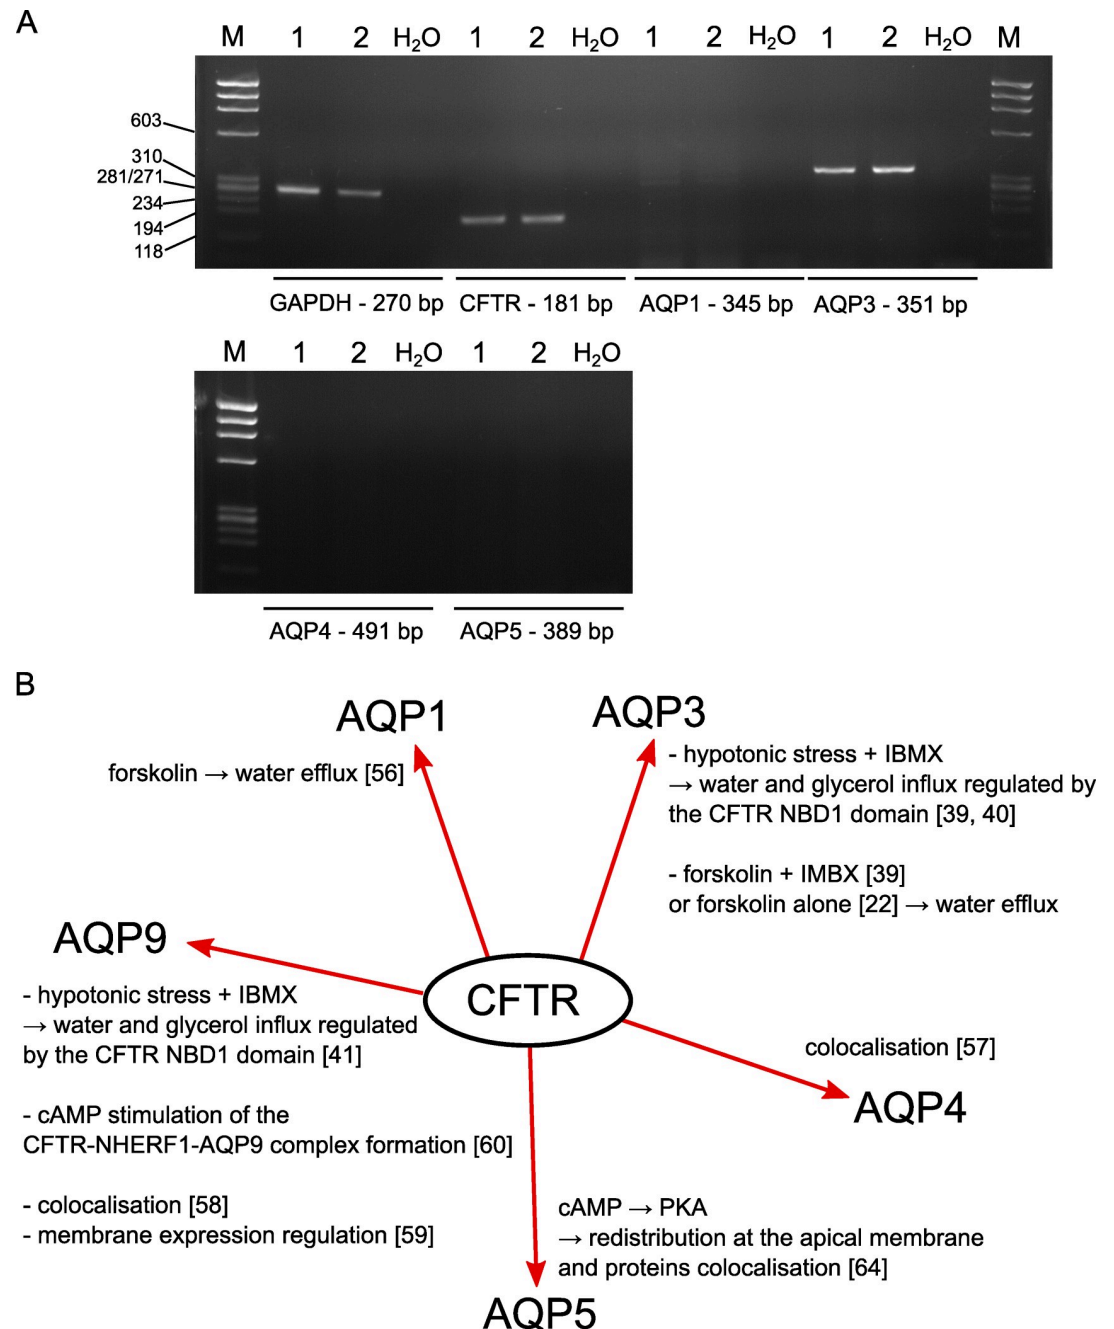 A
M 1 2 H₂O 1 2 H₂O 1 2 H₂O 1 2 H₂O M
603
310
281/271
234
194
118
GAPDH - 270 bp CFTR - 181 bp AQP1 - 345 bp AQP3 - 351 bp
M 1 2 H₂O 1 2 H₂O
AQP4 - 491 bp AQP5 - 389 bp
B
AQP1
forskolin → water efflux [56]
AQP3
- hypotonic stress + IBMX
→ water and glycerol influx regulated by
the CFTR NBD1 domain [39, 40]
- forskolin + IMBX [39]
or forskolin alone [22] → water efflux
AQP9
- hypotonic stress + IBMX
→ water and glycerol influx regulated
by the CFTR NBD1 domain [41]
- cAMP stimulation of the
CFTR-NHERF1-AQP9 complex formation [60]
- colocalisation [58]
- membrane expression regulation [59]
CFTR
colocalisation [57]
AQP4
cAMP → PKA
→ redistribution at the apical membrane
and proteins colocalisation [64]
AQP5